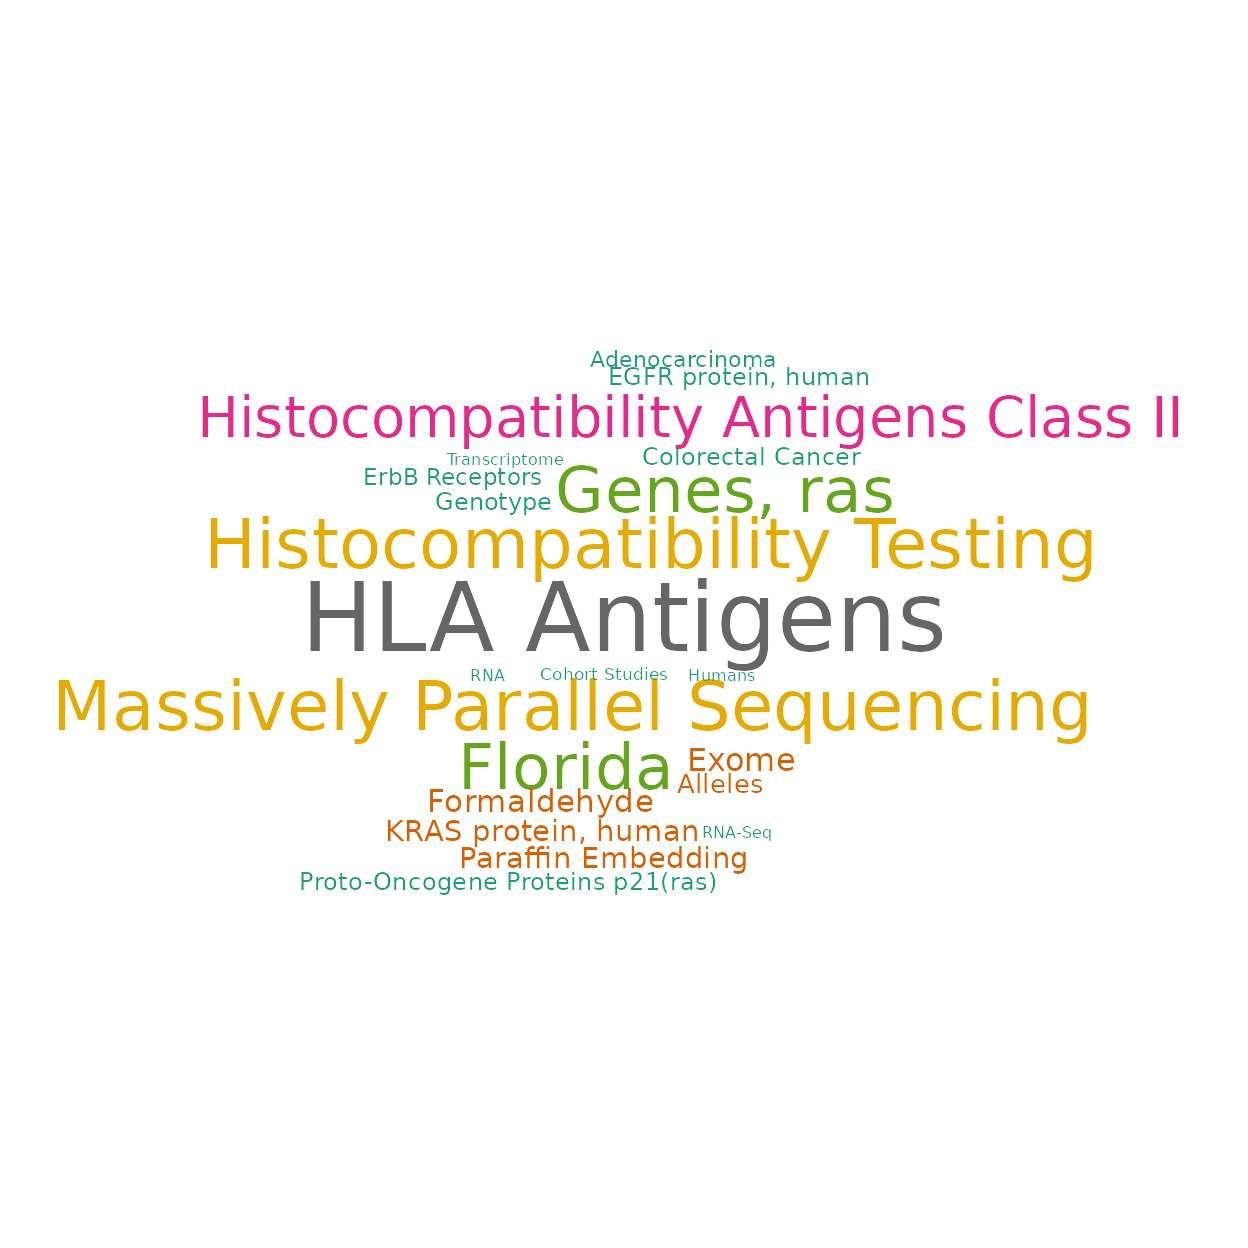 Adenocarcinoma
EGFR protein, human
Histocompatibility Antigens Class II
Transcriptome
Colorectal Cancer
ErbB Receptors
Genes, ras
Genotype
Histocompatibility Testing
HLA Antigens
RNA
Cohort Studies
Humans
Massively Parallel Sequencing
Florida
Exome
Alleles
Formaldehyde
KRAS protein, human
RNA-Seq
Paraffin Embedding
Proto-Oncogene Proteins p21(ras)